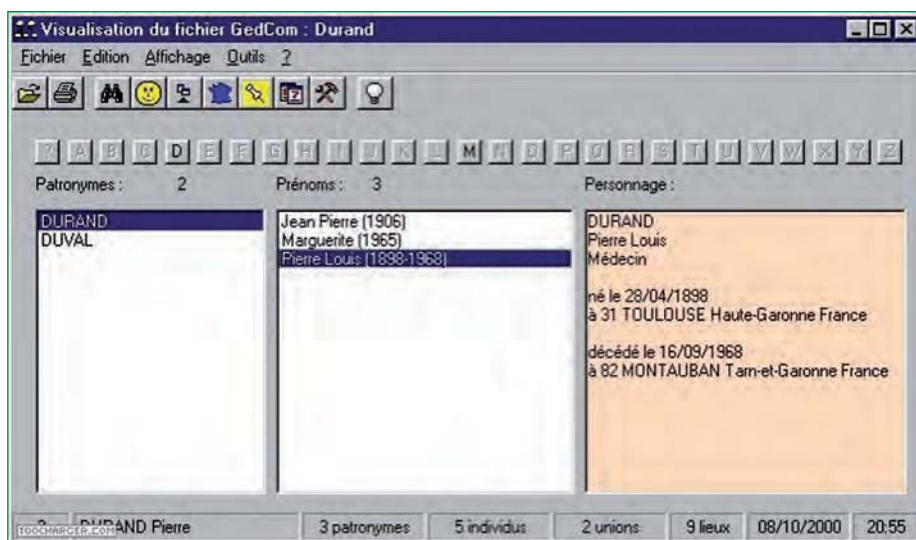 Visualisation du fichier GedCom : Durand
Fichier Edition Affichage Outils ?
? A B C D E F G H I J K L M N O P Q R S T U V W X Y Z
Patronymes : 2 Prénoms : 3 Personnage :
DURAND
DUVAL
Jean Pierre (1906)
Marguerite (1965)
Pierre Louis (1898-1968)
DURAND
Pierre Louis
Médecin
né le 28/04/1898
à 31 TOULOUSE Haute-Garonne France
décédé le 16/09/1968
à 82 MONTAUBAN Tarn-et-Garonne France
DURAND Pierre 3 patronymes 5 individus 2 unions 9 lieux 08/10/2000 20:55
TOOCHARGER.COM